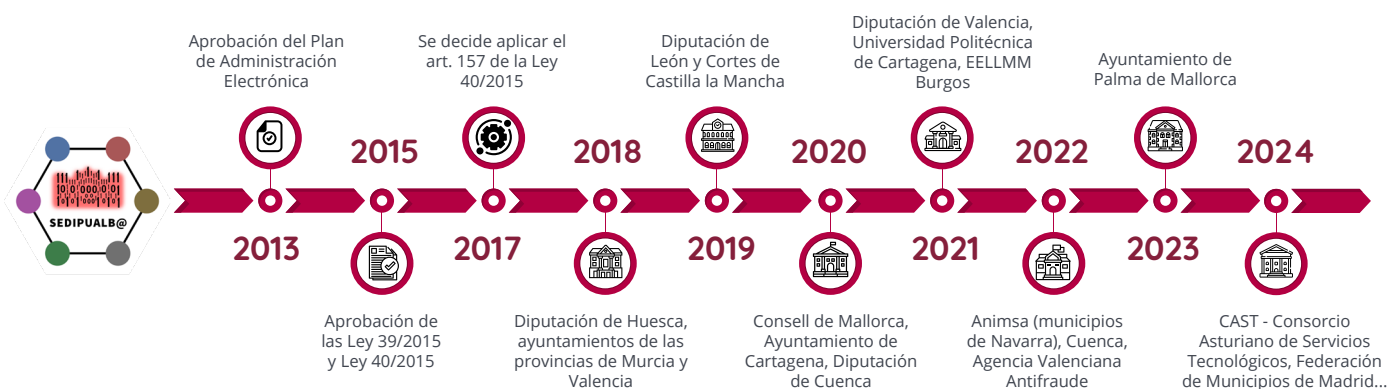 SEDIPUALB@
Aprobación del Plan
de Administración
Electrónica
2013
2015
Aprobación de
las Ley 39/2015
y Ley 40/2015
Se decide aplicar el
art. 157 de la Ley
40/2015
2017
2018
Diputación de Huesca,
ayuntamientos de las
provincias de Murcia y
Valencia
Diputación de
León y Cortes de
Castilla la Mancha
2019
2020
Consell de Mallorca,
Ayuntamiento de
Cartagena, Diputación
de Cuenca
Diputación de Valencia,
Universidad Politécnica
de Cartagena, EELLMM
Burgos
2021
2022
Animsa (municipios
de Navarra), Cuenca,
Agencia Valenciana
Antifraude
Ayuntamiento de
Palma de Mallorca
2023
2024
CAST - Consorcio
Asturiano de Servicios
Tecnológicos, Federación
de Municipios de Madrid...